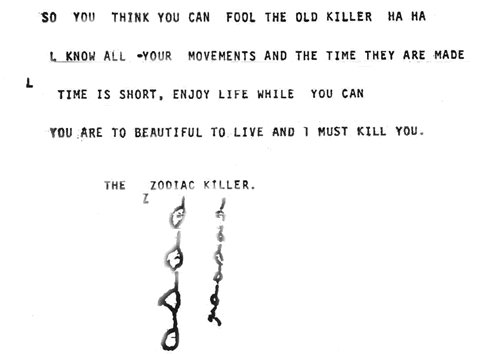 SO YOU THINK YOU CAN FOOL THE OLD KILLER HA HA
I KNOW ALL YOUR MOVEMENTS AND THE TIME THEY ARE MADE
L
TIME IS SHORT, ENJOY LIFE WHILE YOU CAN
YOU ARE TO BEAUTIFUL TO LIVE AND I MUST KILL YOU.
THE ZODIAC KILLER.
Z